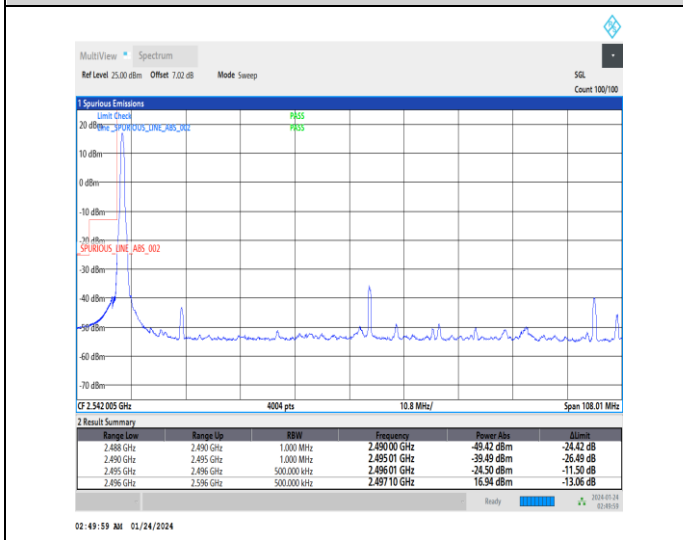 MultiView Spectrum
Ref Level 25.00 dBm Offset 7.02 dB Mode Sweep SGL
Count 100/100
1 Spurious Emissions
Limit Check PASS
20 dBm Line _SPURIOUS_LINE_ABS_002 PASS
10 dBm
0 dBm
-10 dBm
-20 dBm
_SPURIOUS_LINE_ABS_002
-30 dBm
-40 dBm
-50 dBm
-60 dBm
-70 dBm
CF 2.542 005 GHz 4004 pts 10.8 MHz/ Span 108.01 MHz
2 Result Summary
Range Low Range Up RBW Frequency Power Abs ΔLimit
2.488 GHz 2.490 GHz 1.000 MHz 2.490 00 GHz -49.42 dBm -24.42 dB
2.490 GHz 2.495 GHz 1.000 MHz 2.495 01 GHz -39.49 dBm -26.49 dB
2.495 GHz 2.496 GHz 500.000 kHz 2.496 01 GHz -24.50 dBm -11.50 dB
2.496 GHz 2.596 GHz 500.000 kHz 2.497 10 GHz 16.94 dBm -13.06 dB
Ready 2024-01-24
02:49:59
02:49:59 AM 01/24/2024